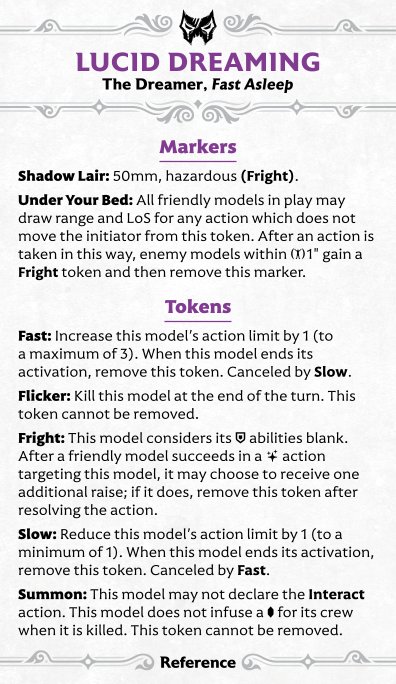 LUCID DREAMING
The Dreamer, Fast Asleep
Markers
Shadow Lair: 50mm, hazardous (Fright).
Under Your Bed: All friendly models in play may
draw range and LoS for any action which does not
move the initiator from this token. After an action is
taken in this way, enemy models within 1" gain a
Fright token and then remove this marker.
Tokens
Fast: Increase this model's action limit by 1 (to
a maximum of 3). When this model ends its
activation, remove this token. Canceled by Slow.
Flicker: Kill this model at the end of the turn. This
token cannot be removed.
Fright: This model considers its abilities blank.
After a friendly model succeeds in a action
targeting this model, it may choose to receive one
additional raise; if it does, remove this token after
resolving the action.
Slow: Reduce this model's action limit by 1 (to a
minimum of 1). When this model ends its activation,
remove this token. Canceled by Fast.
Summon: This model may not declare the Interact
action. This model does not infuse a for its crew
when it is killed. This token cannot be removed.
Reference